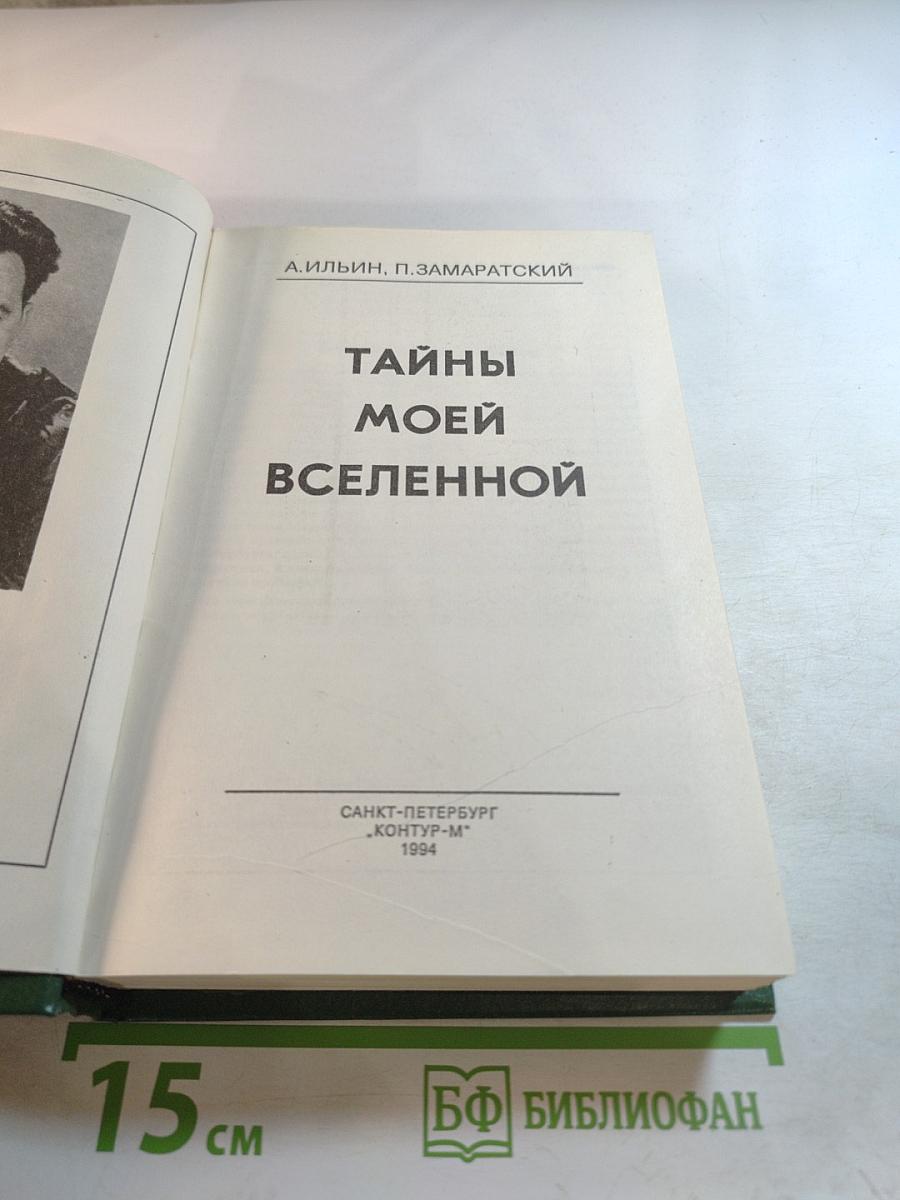 А.ИЛЬИН, П.ЗАМАРАТСКИЙ
ТАЙНЫ
МОЕЙ
ВСЕЛЕННОЙ
САНКТ-ПЕТЕРБУРГ
„КОНТУР-М"
1994
15 см
БФ БИБЛИОФАН